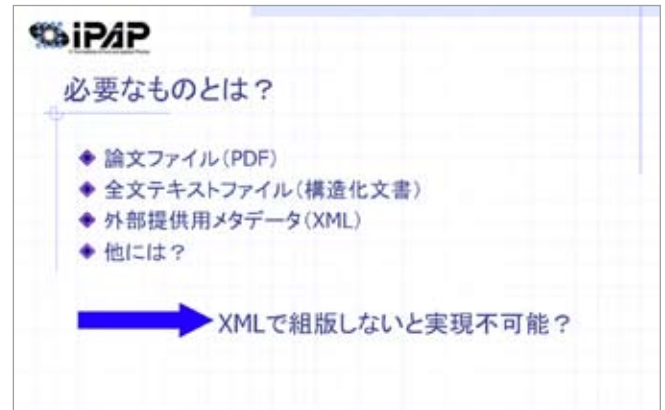 iPAP
必要なものとは？
論文ファイル(PDF)
全文テキストファイル(構造化文書)
外部提供用メタデータ(XML)
他には？
XMLで組版しないと実現不可能？